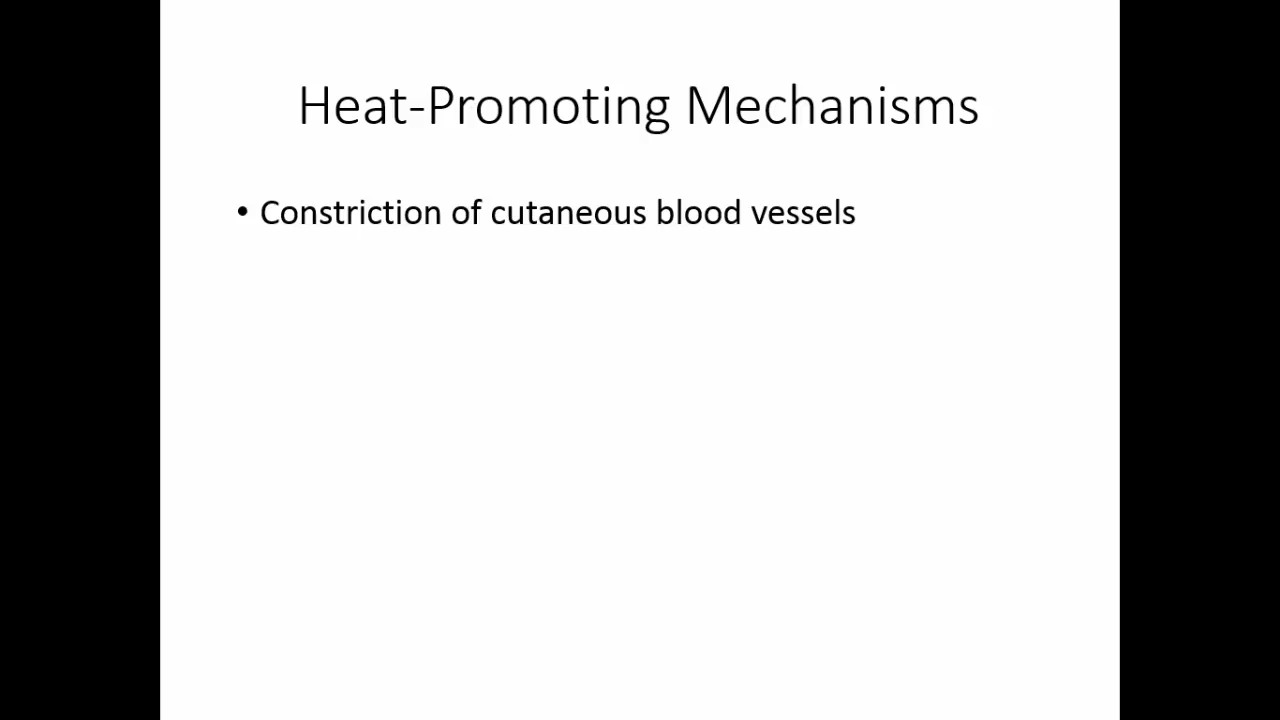 Heat-Promoting Mechanisms
• Constriction of cutaneous blood vessels